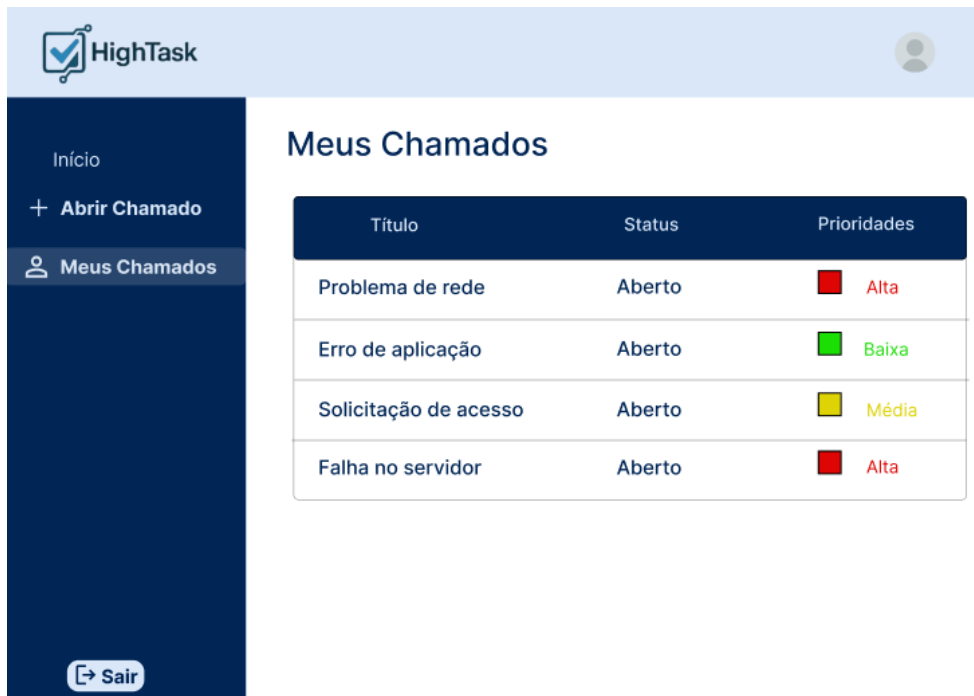 HighTask
Início
+ Abrir Chamado
Meus Chamados
Sair
Meus Chamados
Título Status Prioridades
Problema de rede Aberto Alta
Erro de aplicação Aberto Baixa
Solicitação de acesso Aberto Média
Falha no servidor Aberto Alta